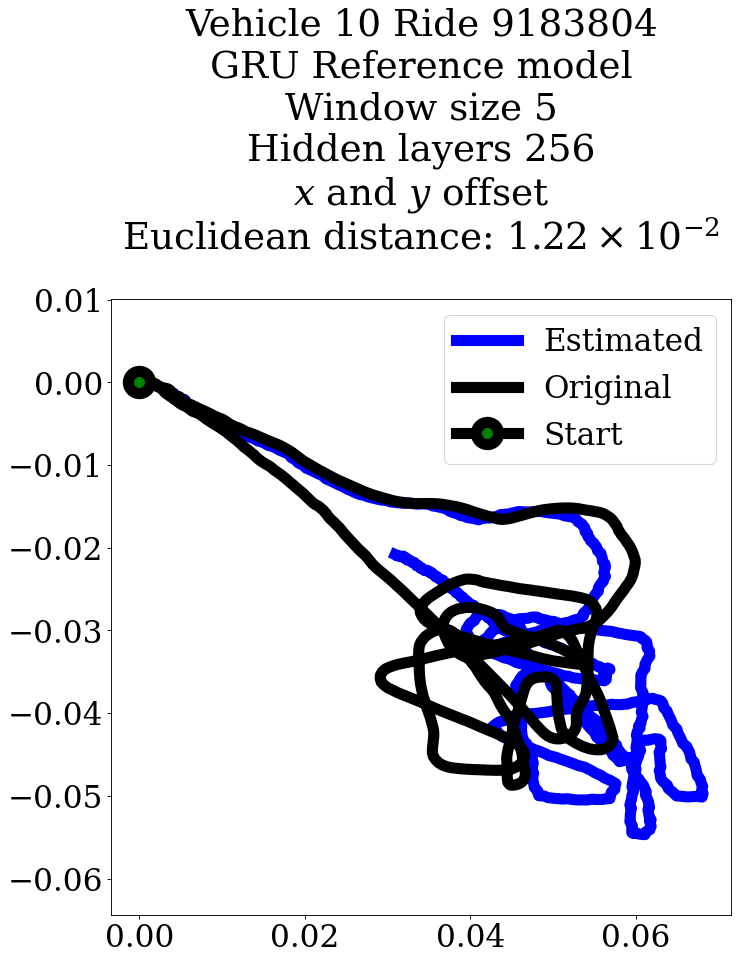 Vehicle 10 Ride 9183804
GRU Reference model
Window size 5
Hidden layers 256
x and y offset
Euclidean distance: 1.22 × 10⁻²
0.01
0.00
−0.01
−0.02
−0.03
−0.04
−0.05
−0.06
Estimated
Original
Start
0.00 0.02 0.04 0.06